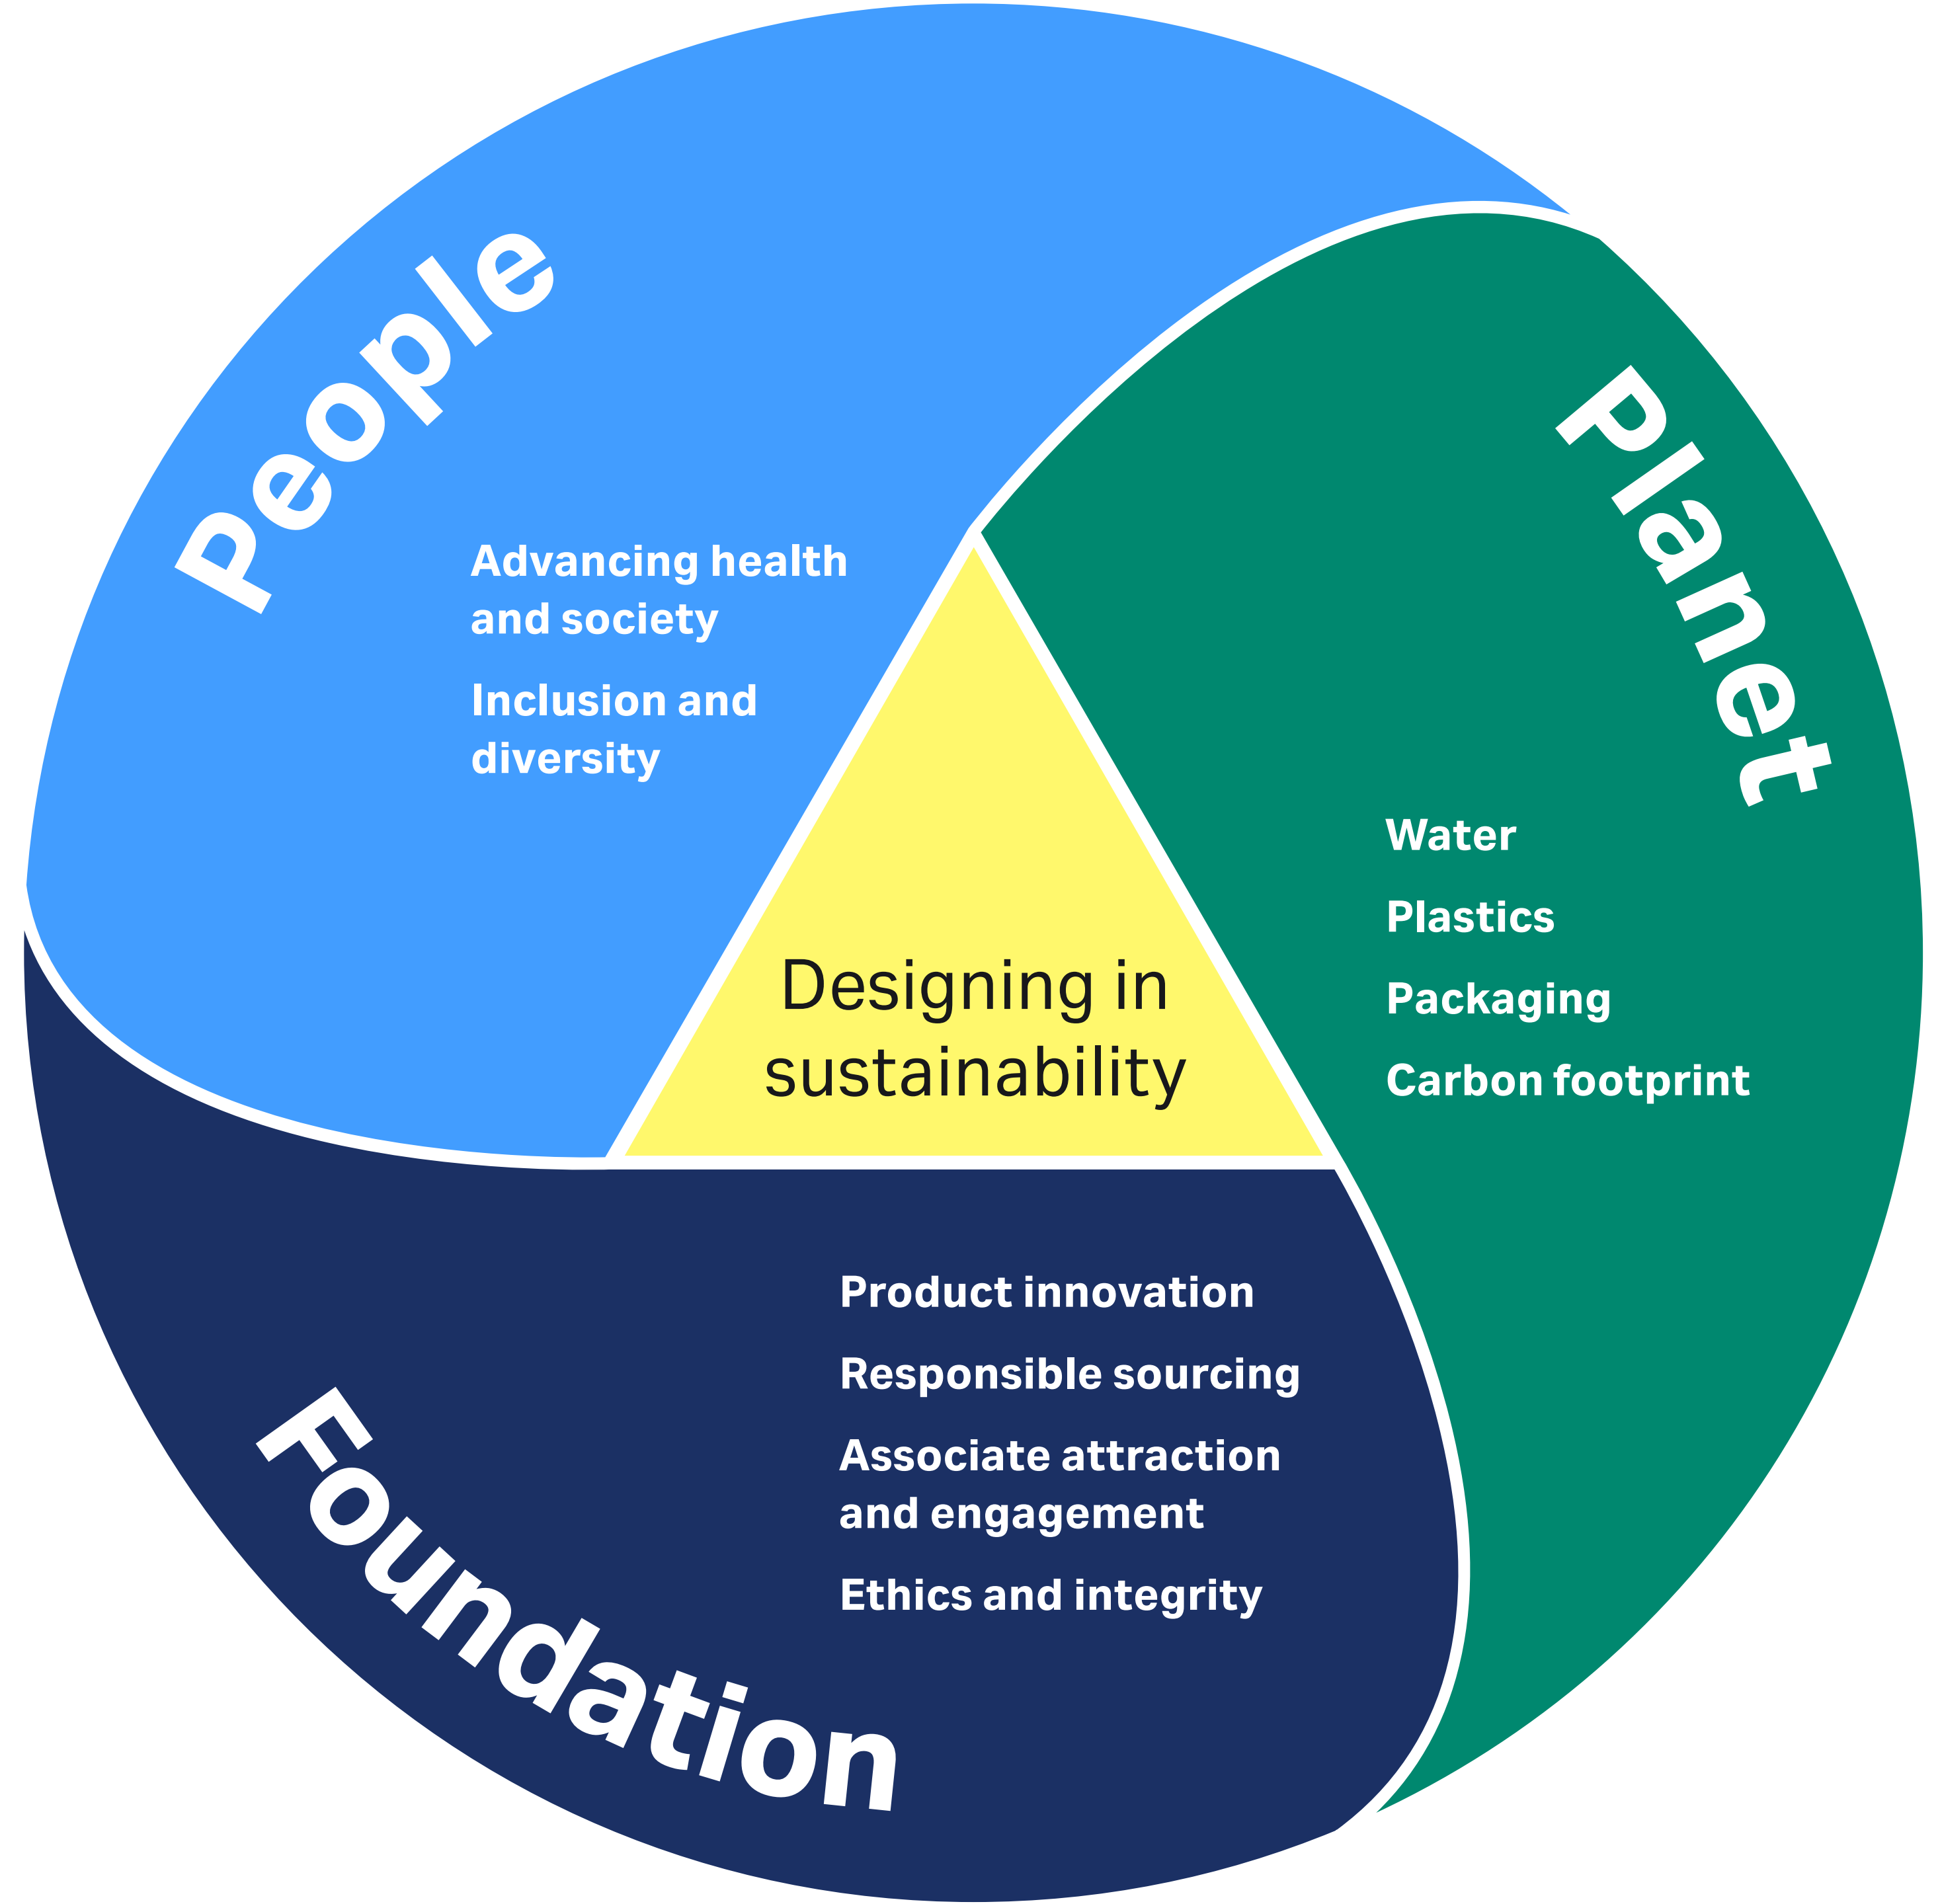 People
Advancing health
and society
Inclusion and
diversity
Planet
Water
Plastics
Packaging
Carbon footprint
Designing in
sustainability
Foundation
Product innovation
Responsible sourcing
Associate attraction
and engagement
Ethics and integrity